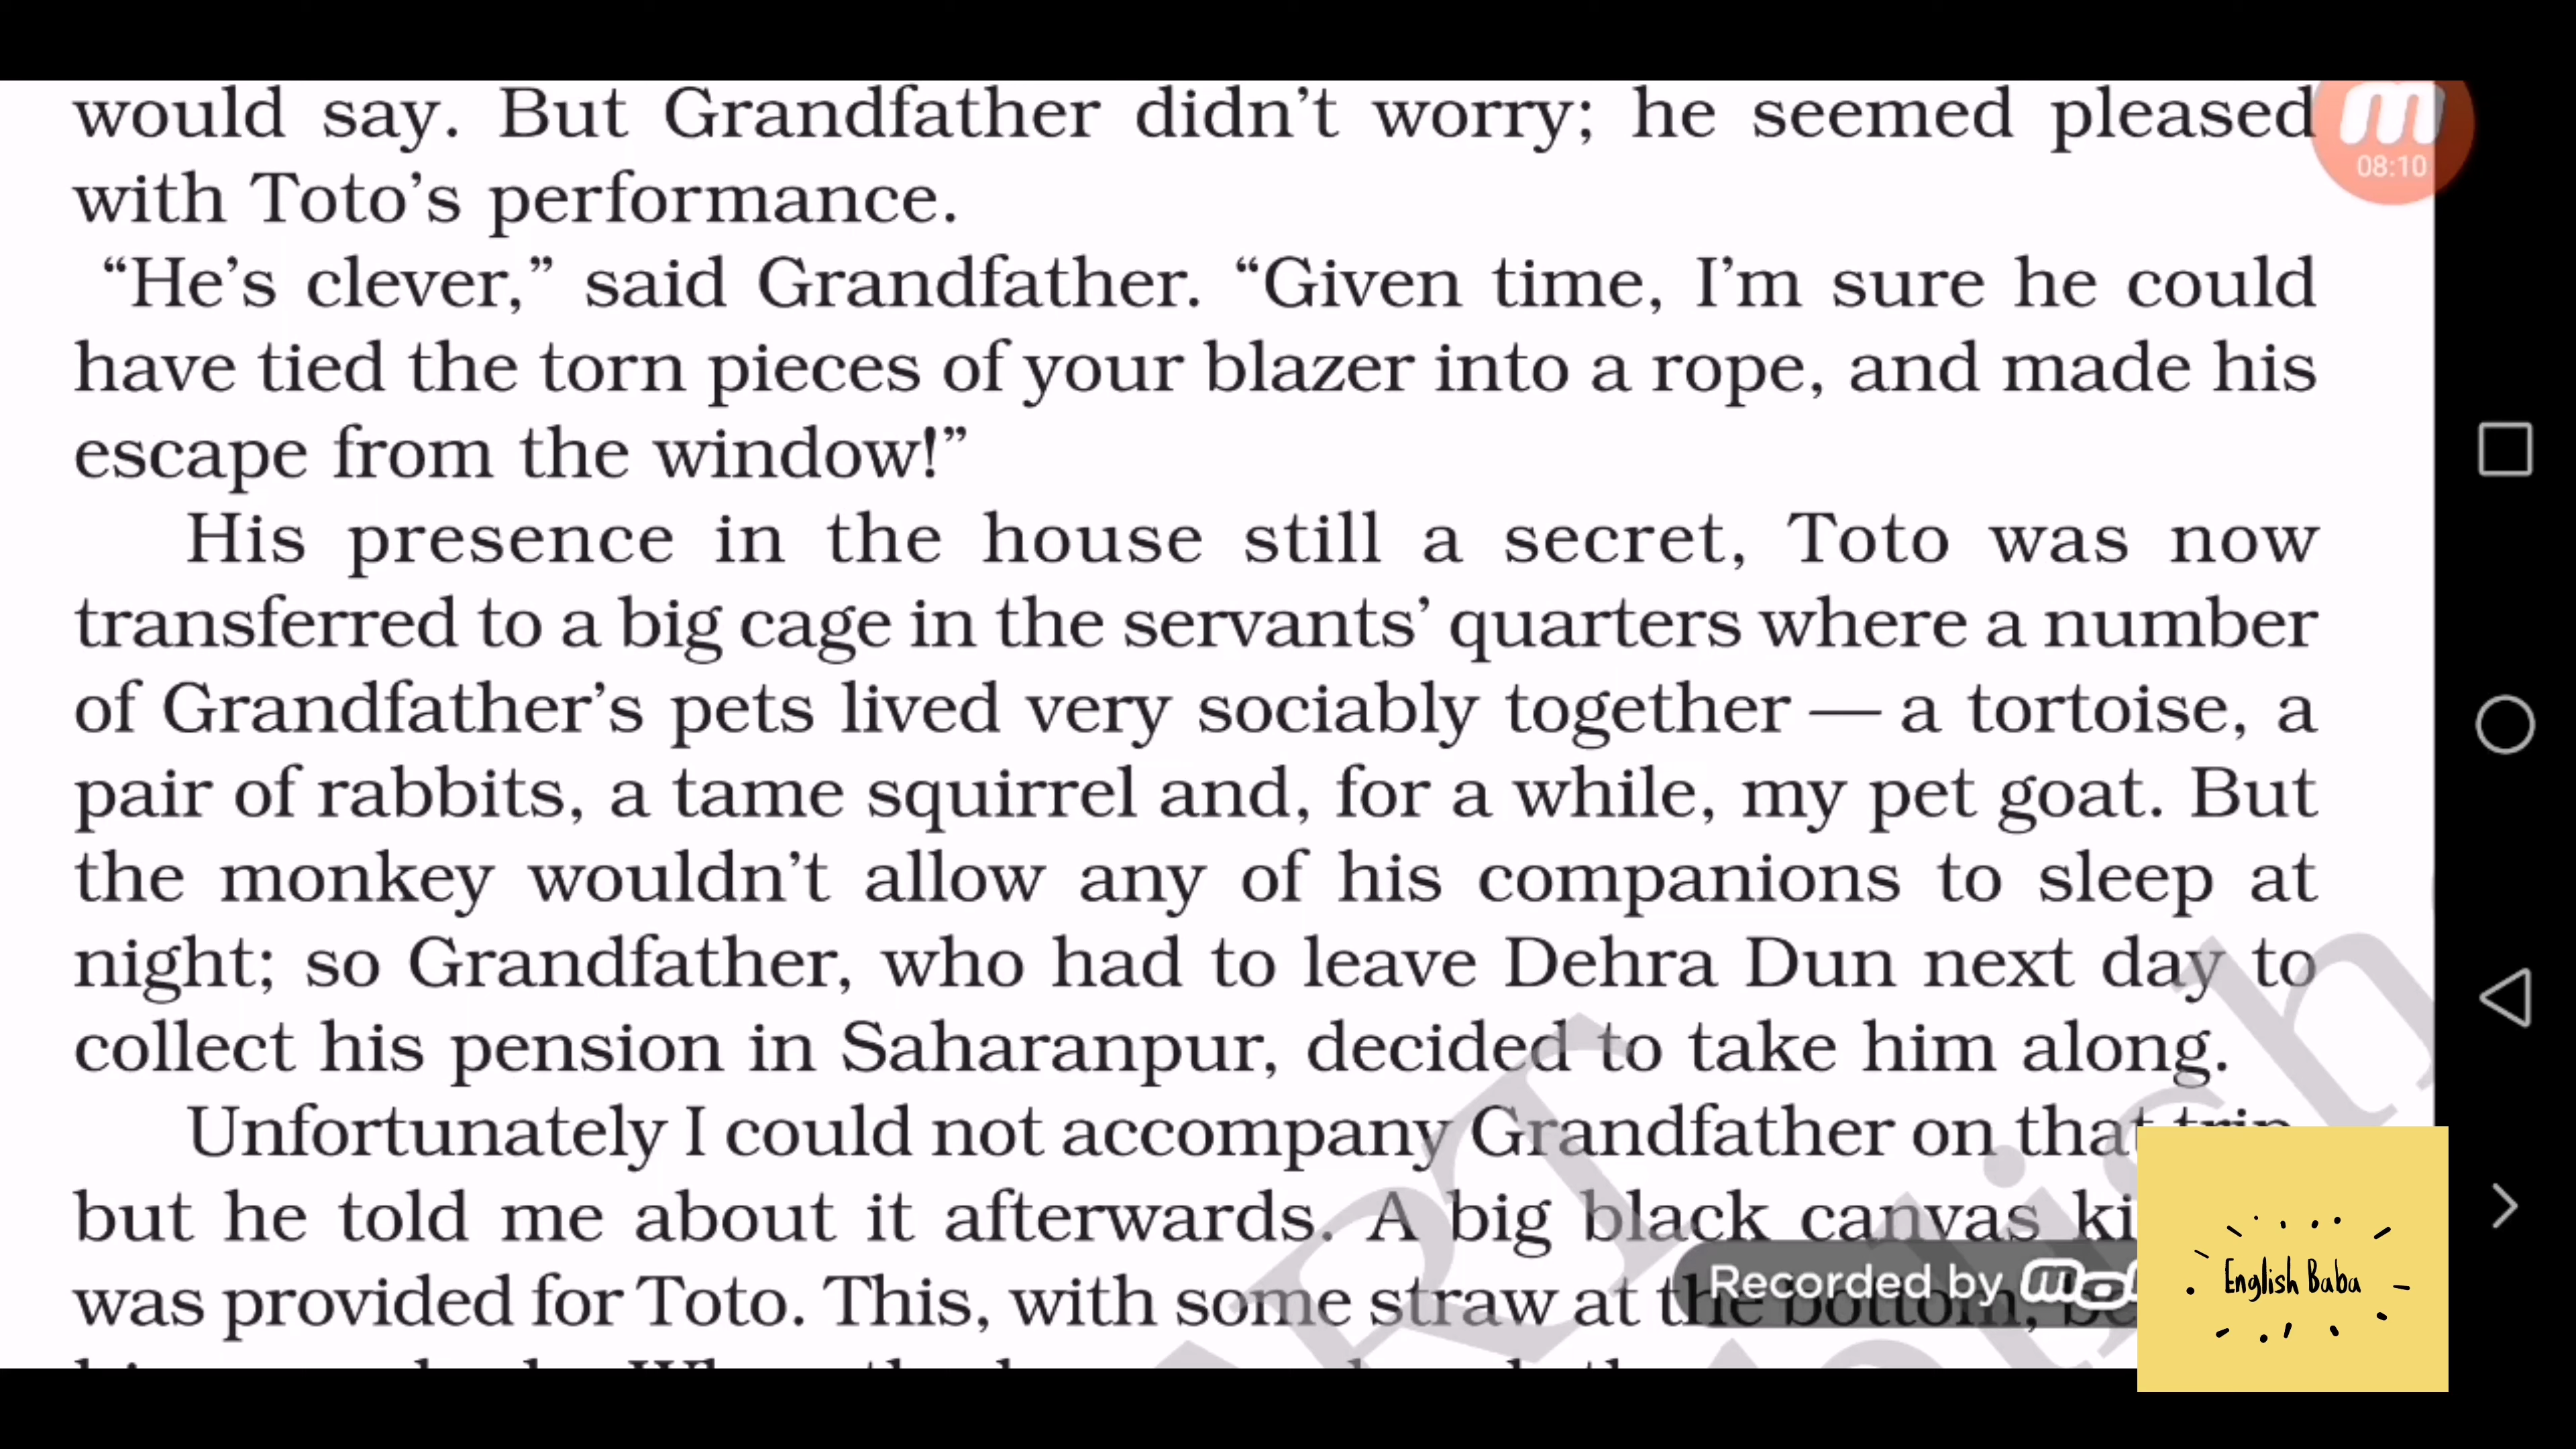 would say. But Grandfather didn't worry; he seemed pleased
with Toto's performance.
“He's clever,” said Grandfather. “Given time, I'm sure he could
have tied the torn pieces of your blazer into a rope, and made his
escape from the window!”
His presence in the house still a secret, Toto was now
transferred to a big cage in the servants' quarters where a number
of Grandfather's pets lived very sociably together — a tortoise, a
pair of rabbits, a tame squirrel and, for a while, my pet goat. But
the monkey wouldn't allow any of his companions to sleep at
night; so Grandfather, who had to leave Dehra Dun next day to
collect his pension in Saharanpur, decided to take him along.
Unfortunately I could not accompany Grandfather on that trip
but he told me about it afterwards. A big black canvas
was provided for Toto. This, with some straw at the bottom,
08:10
Recorded by
English Baba